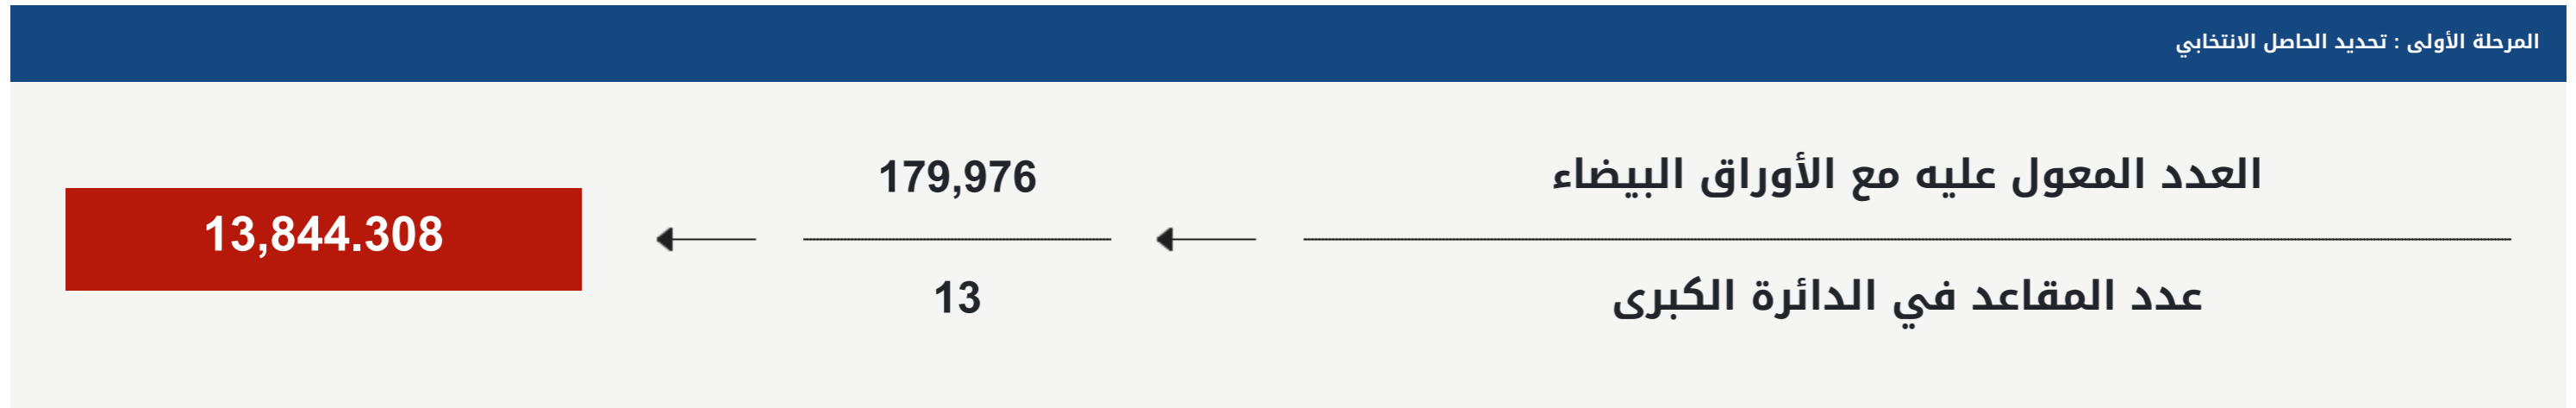 المرحلة الأولى : تحديد الحاصل الانتخابي
العدد المعول عليه مع الأوراق البيضاء
عدد المقاعد في الدائرة الكبرى
179,976
13
13,844.308